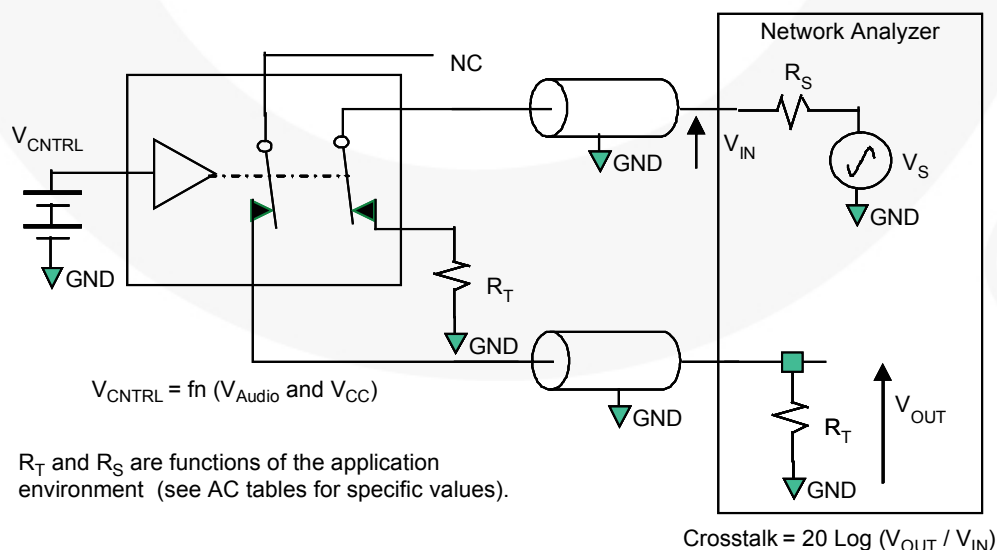 Network Analyzer
NC
R_S
V_CNTRL
GND
V_IN
V_S
GND
GND
R_T
GND
V_CNTRL = fn (V_Audio and V_CC)
GND
R_T
V_OUT
GND
R_T and R_S are functions of the application
environment (see AC tables for specific values).
Crosstalk = 20 Log (V_OUT / V_IN)